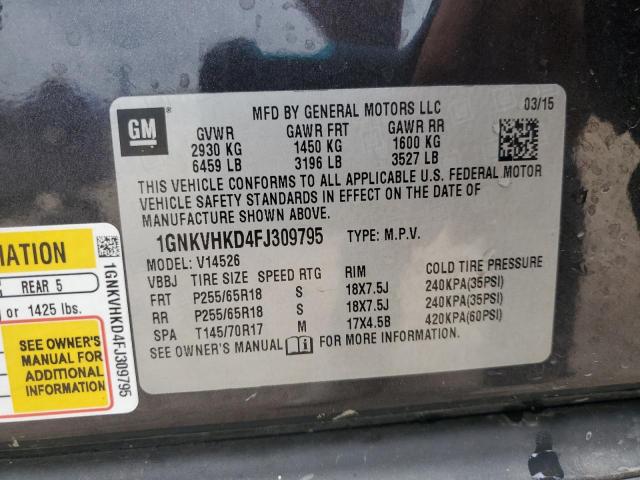 GM
MFD BY GENERAL MOTORS LLC 03/15
GVWR GAWR FRT GAWR RR
2930 KG 1450 KG 1600 KG
6459 LB 3196 LB 3527 LB
THIS VEHICLE CONFORMS TO ALL APPLICABLE U.S. FEDERAL MOTOR
VEHICLE SAFETY STANDARDS IN EFFECT ON THE DATE OF
MANUFACTURE SHOWN ABOVE.
1GNKVHKD4FJ309795 TYPE: M.P.V.
MODEL: V14526
VBBJ TIRE SIZE SPEED RTG RIM COLD TIRE PRESSURE
FRT P255/65R18 S 18X7.5J 240KPA(35PSI)
RR P255/65R18 S 18X7.5J 240KPA(35PSI)
SPA T145/70R17 M 17X4.5B 420KPA(60PSI)
SEE OWNER'S MANUAL FOR MORE INFORMATION.
MATION
REAR 5
or 1425 lbs.
SEE OWNER'S
MANUAL FOR
ADDITIONAL
INFORMATION
1GNKVHKD4FJ309795